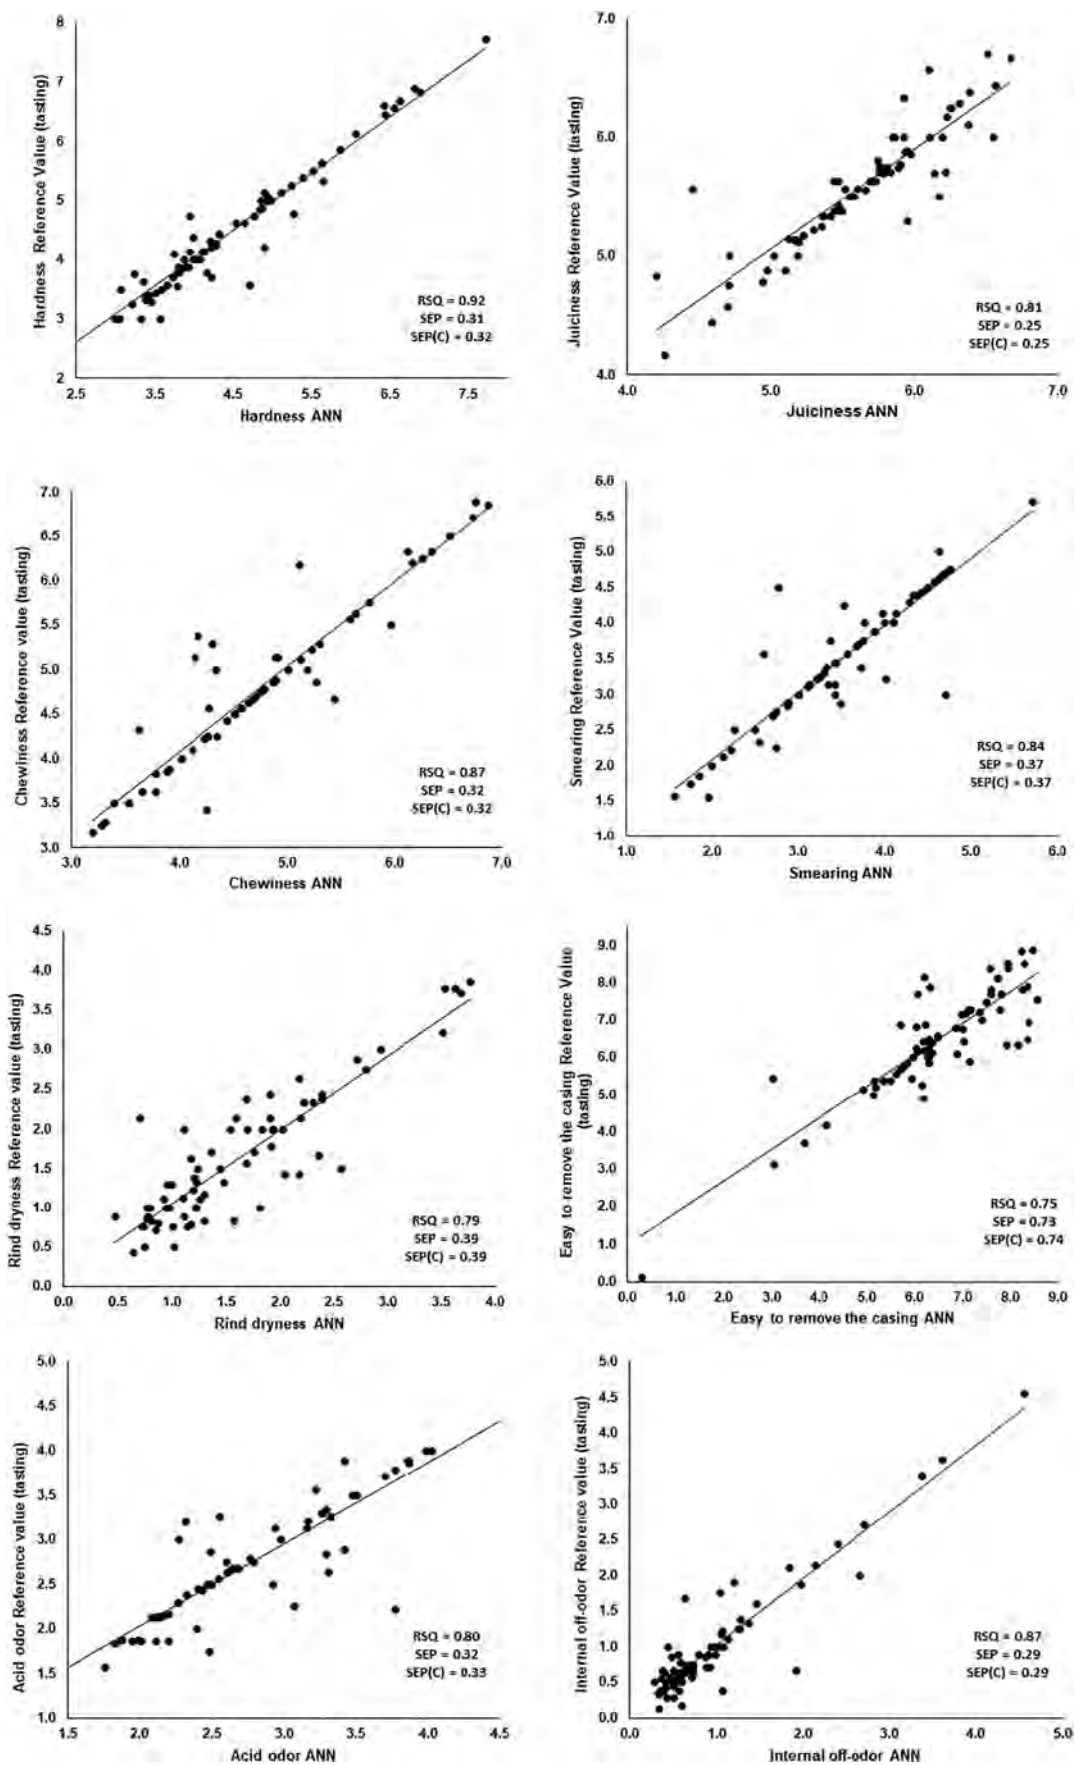 8
7
6
5
4
3
2
Hardness Reference Value (tasting)
RSQ = 0.92
SEP = 0.31
SEP(C) = 0.32
2.5 3.5 4.5 5.5 6.5 7.5
Hardness ANN
7.0
6.0
5.0
4.0
Juiciness Reference Value (tasting)
RSQ = 0.81
SEP = 0.25
SEP(C) = 0.25
4.0 5.0 6.0 7.0
Juiciness ANN
7.0
6.5
6.0
5.5
5.0
4.5
4.0
3.5
3.0
Chewiness Reference value (tasting)
RSQ = 0.87
SEP = 0.32
SEP(C) = 0.32
3.0 4.0 5.0 6.0 7.0
Chewiness ANN
6.0
5.5
5.0
4.5
4.0
3.5
3.0
2.5
2.0
1.5
1.0
Smearing Reference Value (tasting)
RSQ = 0.84
SEP = 0.37
SEP(C) = 0.37
1.0 2.0 3.0 4.0 5.0 6.0
Smearing ANN
4.5
4.0
3.5
3.0
2.5
2.0
1.5
1.0
0.5
0.0
Rind dryness Reference value (tasting)
RSQ = 0.79
SEP = 0.39
SEP(C) = 0.39
0.0 0.5 1.0 1.5 2.0 2.5 3.0 3.5 4.0
Rind dryness ANN
9.0
8.0
7.0
6.0
5.0
4.0
3.0
2.0
1.0
0.0
Easy to remove the casing Reference Value
(tasting)
RSQ = 0.75
SEP = 0.73
SEP(C) = 0.74
0.0 1.0 2.0 3.0 4.0 5.0 6.0 7.0 8.0 9.0
Easy to remove the casing ANN
5.0
4.5
4.0
3.5
3.0
2.5
2.0
1.5
1.0
Acid odor Reference value (tasting)
RSQ = 0.80
SEP = 0.32
SEP(C) = 0.33
1.5 2.0 2.5 3.0 3.5 4.0 4.5
Acid odor ANN
5.0
4.5
4.0
3.5
3.0
2.5
2.0
1.5
1.0
0.5
0.0
Internal off-odor Reference value (tasting)
RSQ = 0.87
SEP = 0.29
SEP(C) = 0.29
0.0 1.0 2.0 3.0 4.0 5.0
Internal off-odor ANN